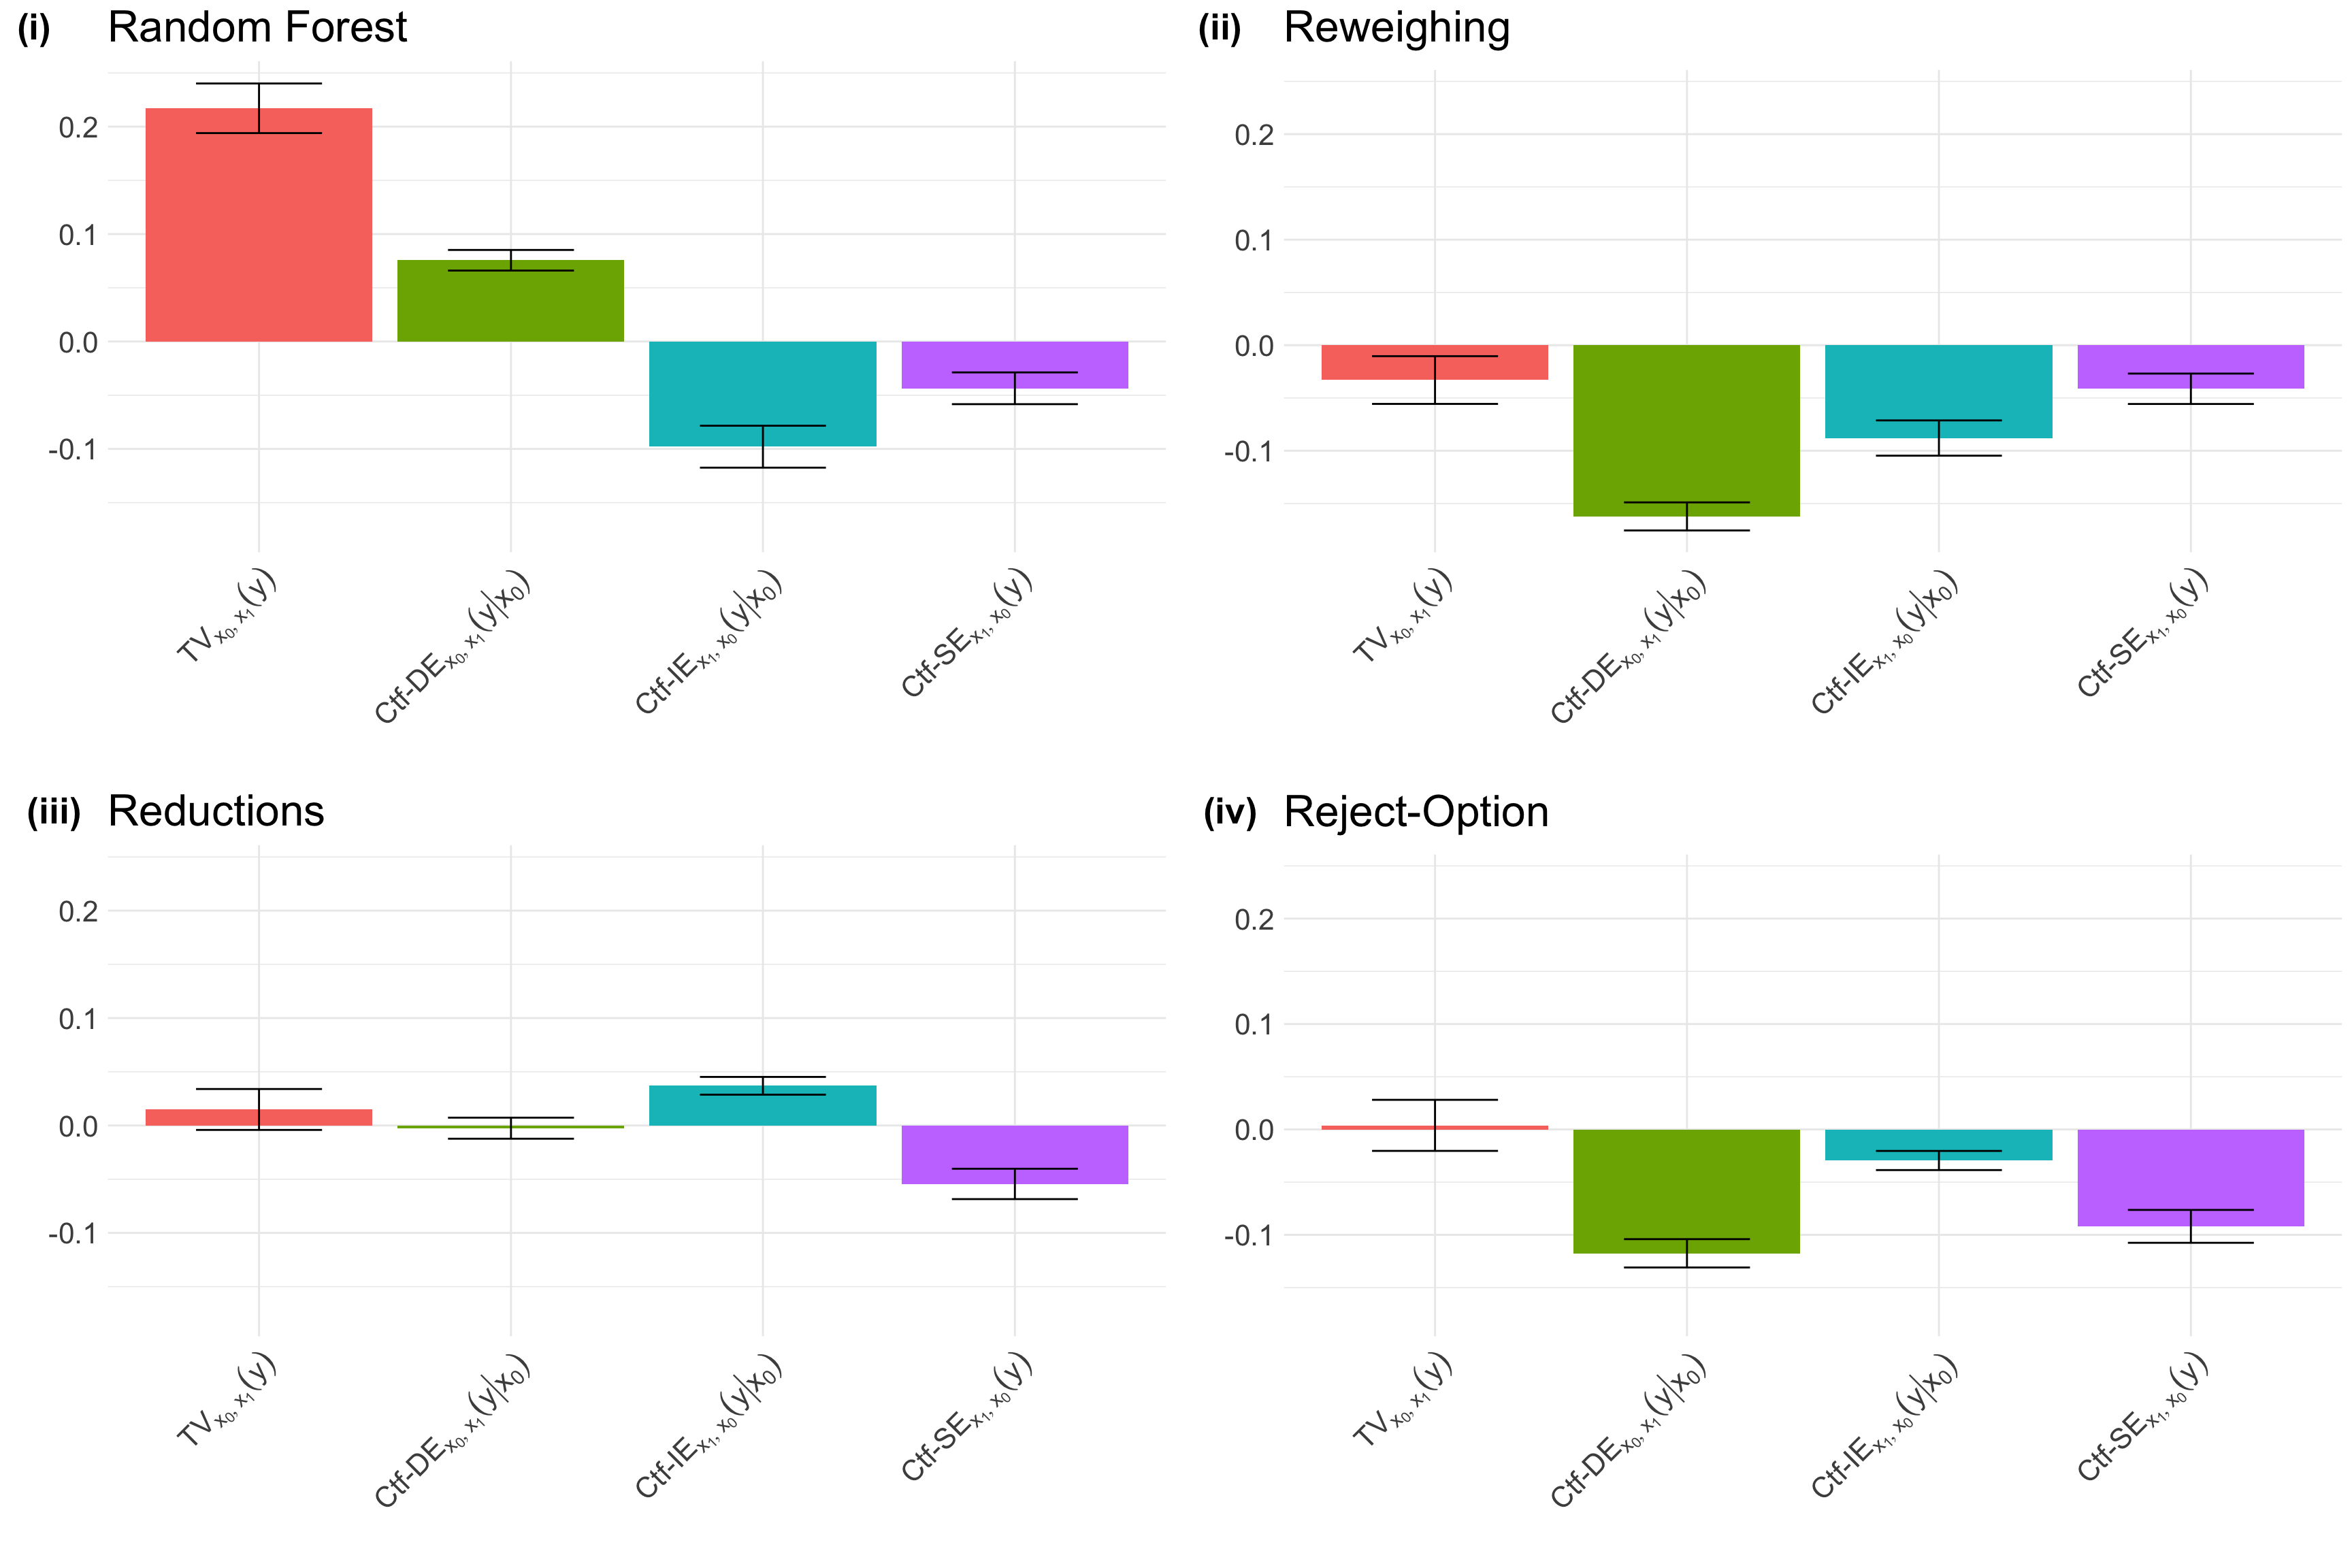 (i) Random Forest
0.2
0.1
0.0
-0.1
TVx₀, x₁(y)
Ctf-DEx₀, x₁(y|x₀)
Ctf-IEx₁, x₀(y|x₀)
Ctf-SEx₁, x₀(y)
(ii) Reweighing
0.2
0.1
0.0
-0.1
TVx₀, x₁(y)
Ctf-DEx₀, x₁(y|x₀)
Ctf-IEx₁, x₀(y|x₀)
Ctf-SEx₁, x₀(y)
(iii) Reductions
0.2
0.1
0.0
-0.1
TVx₀, x₁(y)
Ctf-DEx₀, x₁(y|x₀)
Ctf-IEx₁, x₀(y|x₀)
Ctf-SEx₁, x₀(y)
(iv) Reject-Option
0.2
0.1
0.0
-0.1
TVx₀, x₁(y)
Ctf-DEx₀, x₁(y|x₀)
Ctf-IEx₁, x₀(y|x₀)
Ctf-SEx₁, x₀(y)